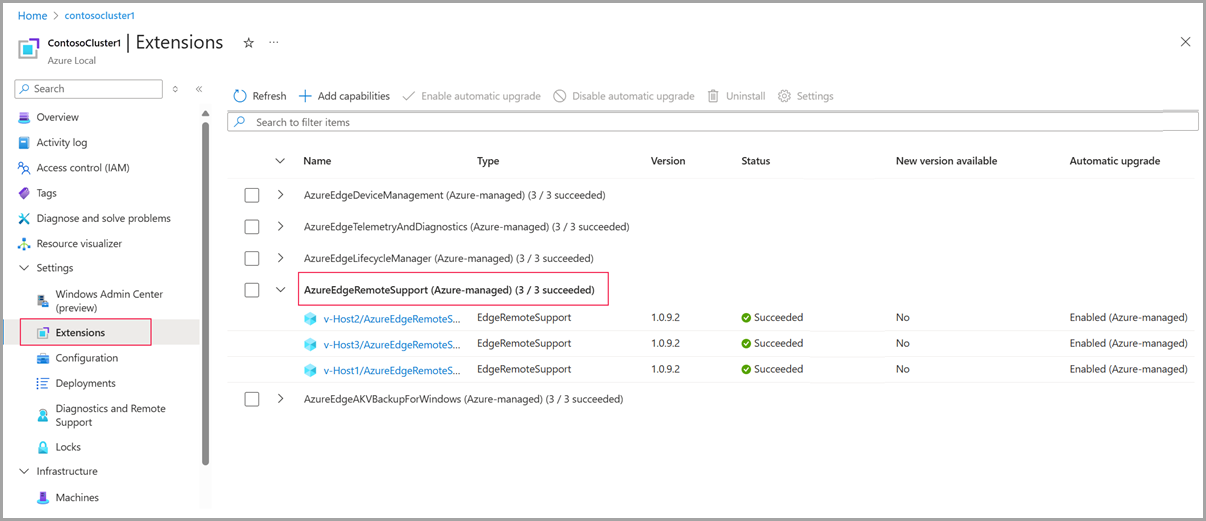 Home > contosocluster1
ContosoCluster1 | Extensions
Azure Local
Search
Overview
Activity log
Access control (IAM)
Tags
Diagnose and solve problems
Resource visualizer
Settings
Windows Admin Center
(preview)
Extensions
Configuration
Deployments
Diagnostics and Remote
Support
Locks
Infrastructure
Machines
Refresh Add capabilities Enable automatic upgrade Disable automatic upgrade Uninstall Settings
Search to filter items
Name Type Version Status New version available Automatic upgrade
AzureEdgeDeviceManagement (Azure-managed) (3 / 3 succeeded)
AzureEdgeTelemetryAndDiagnostics (Azure-managed) (3 / 3 succeeded)
AzureEdgeLifecycleManager (Azure-managed) (3 / 3 succeeded)
AzureEdgeRemoteSupport (Azure-managed) (3 / 3 succeeded)
v-Host2/AzureEdgeRemoteS... EdgeRemoteSupport 1.0.9.2 Succeeded No Enabled (Azure-managed)
v-Host3/AzureEdgeRemoteS... EdgeRemoteSupport 1.0.9.2 Succeeded No Enabled (Azure-managed)
v-Host1/AzureEdgeRemoteS... EdgeRemoteSupport 1.0.9.2 Succeeded No Enabled (Azure-managed)
AzureEdgeAKVBackupForWindows (Azure-managed) (3 / 3 succeeded)